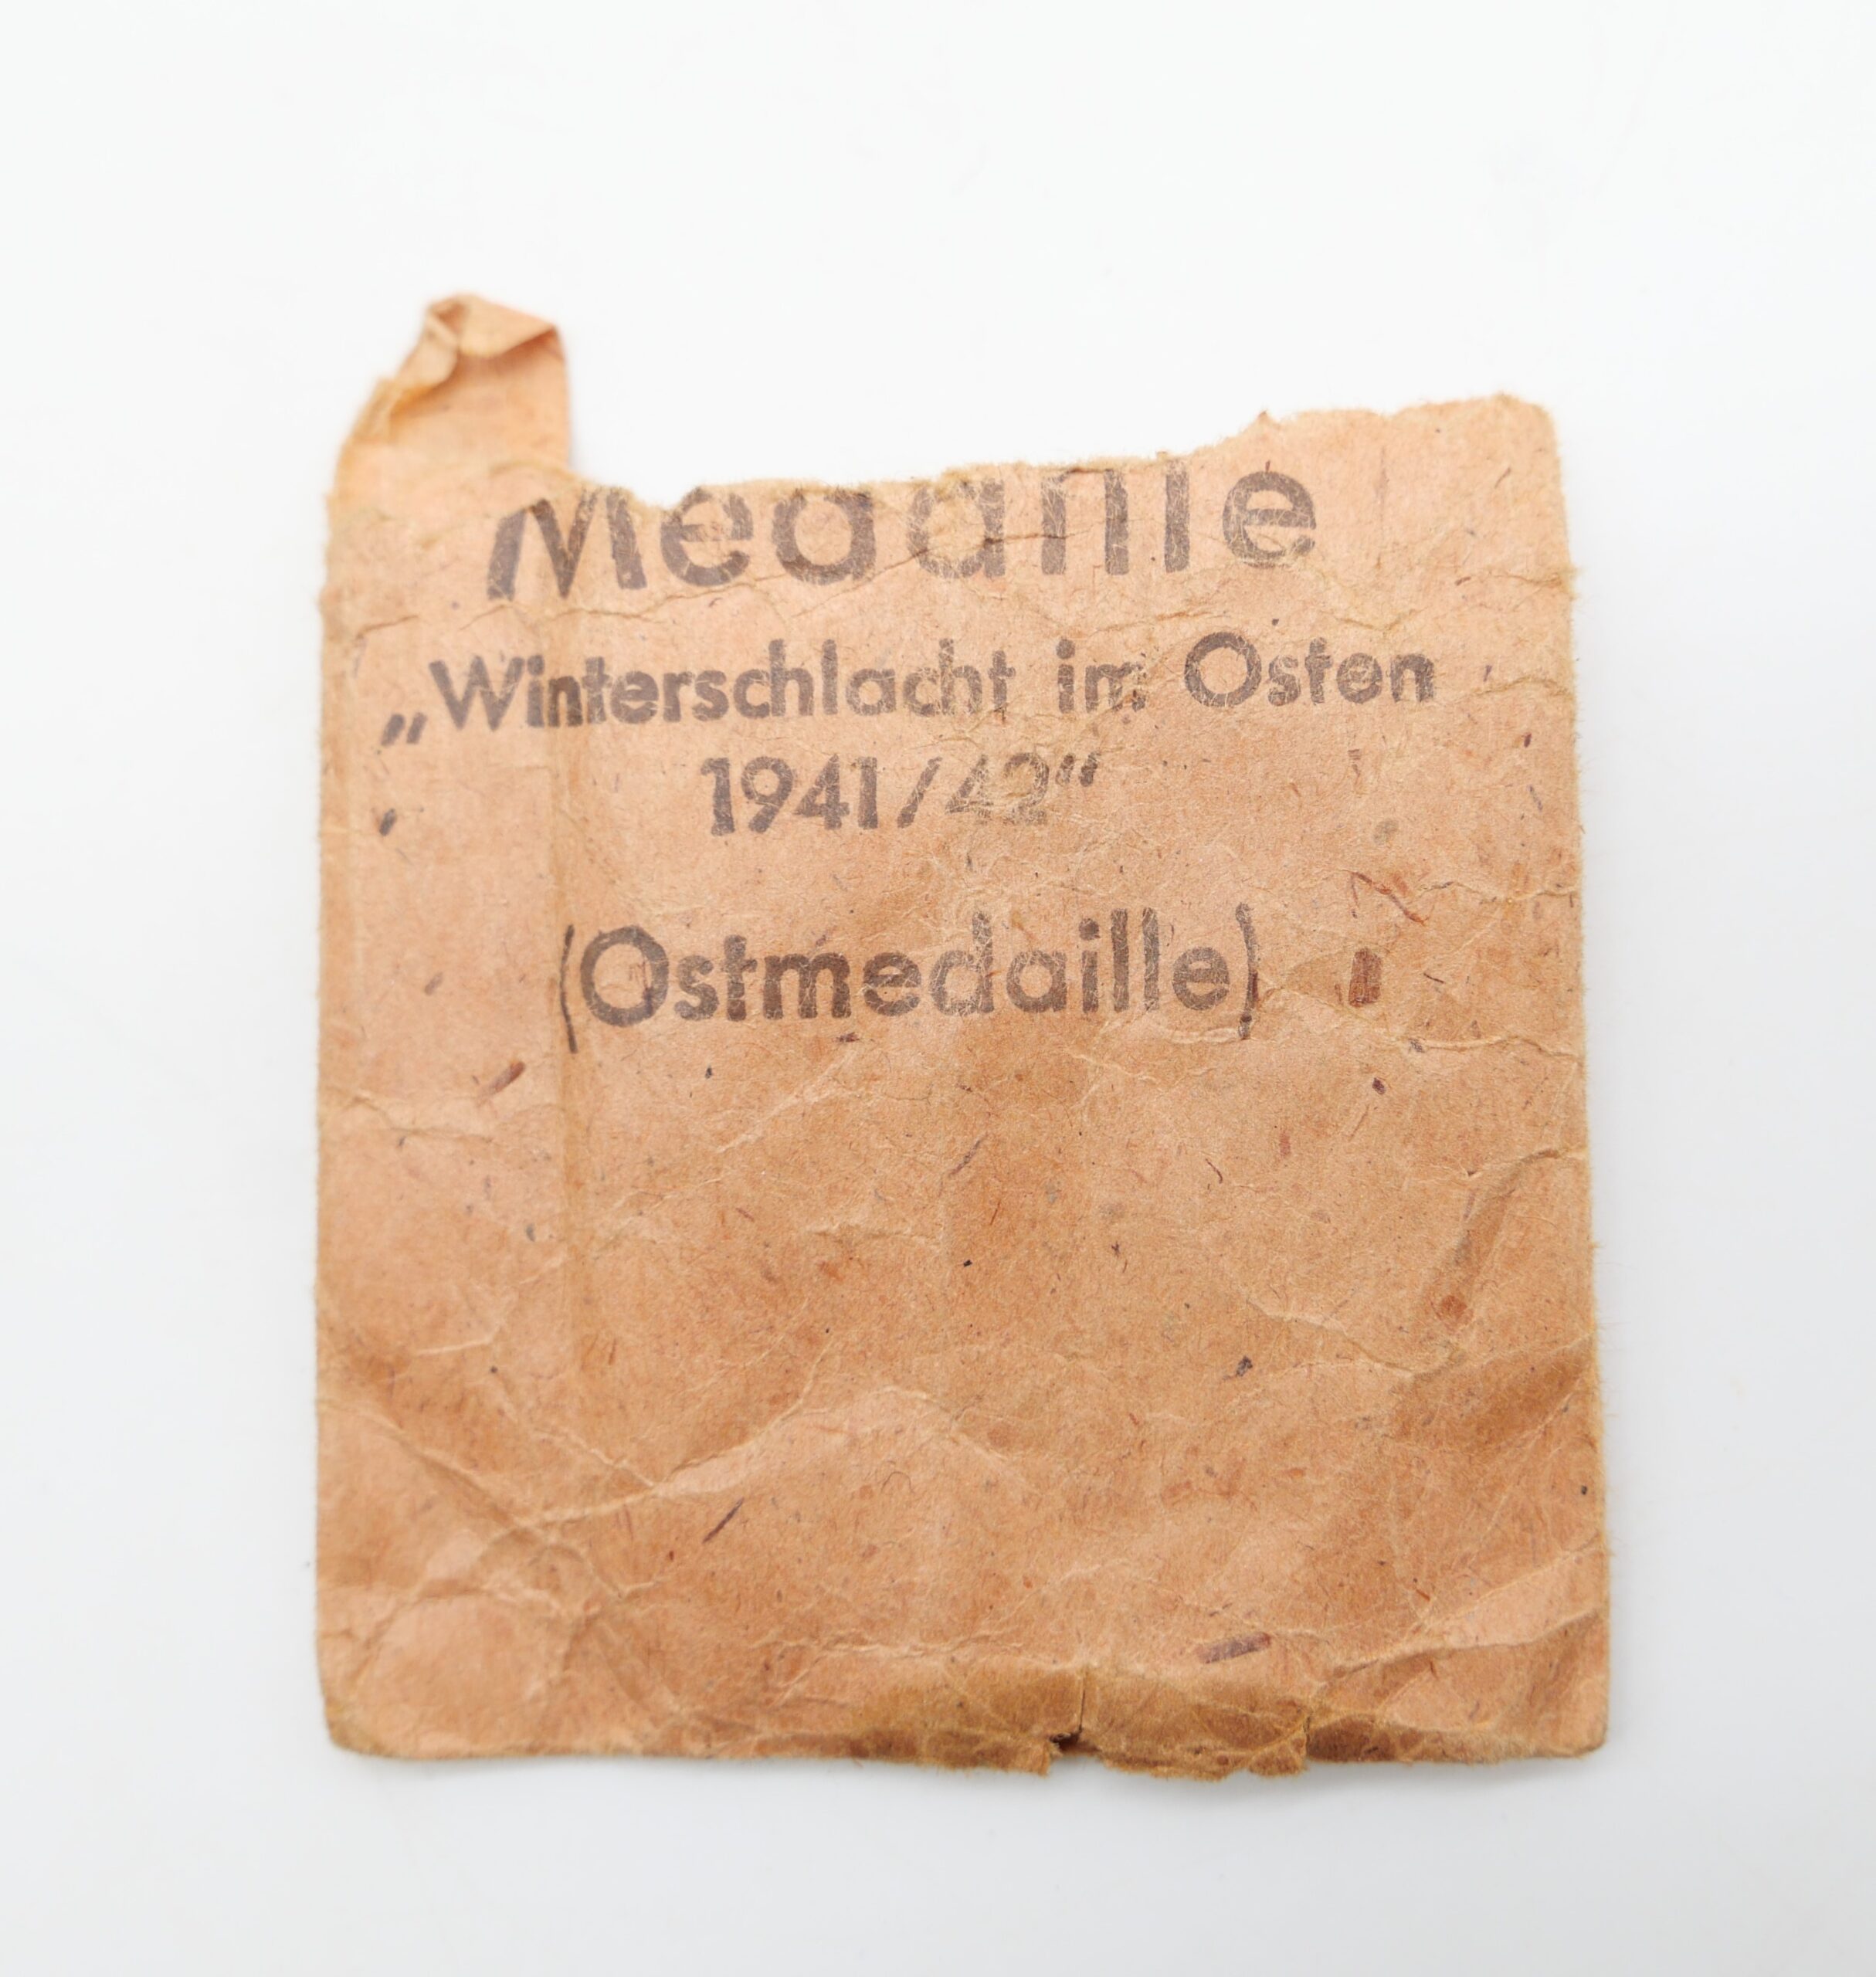 Medaille
„Winterschlacht im Osten
1941/42“
(Ostmedaille)